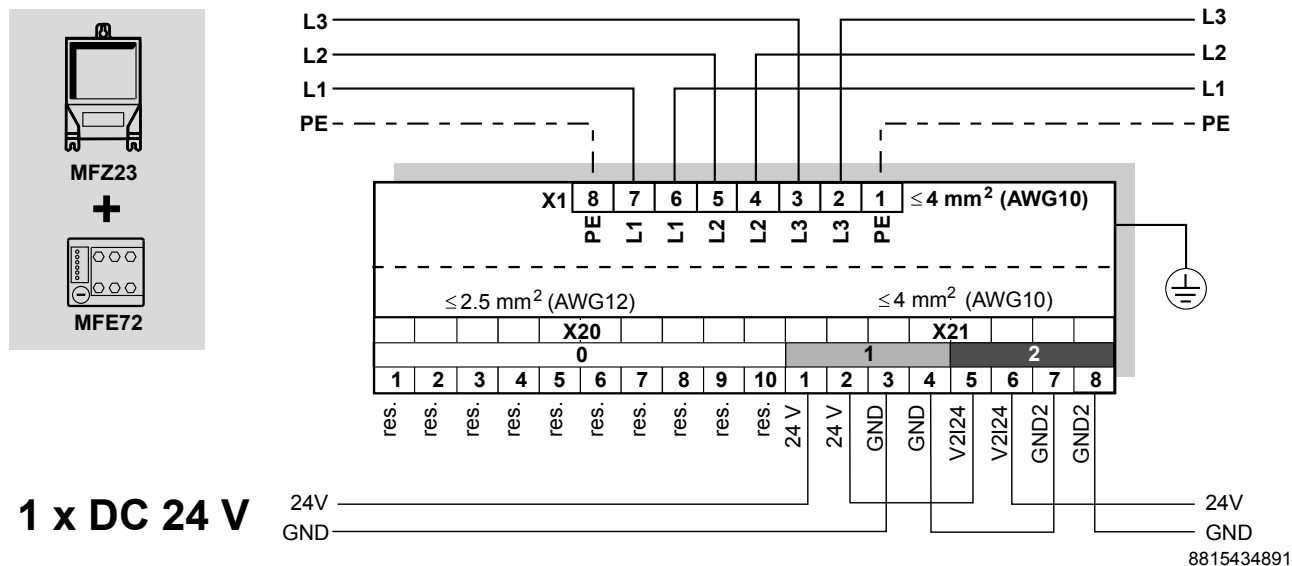 L3 L3
L2 L2
L1 L1
PE PE
MFZ23
+
MFE72
X1 8 7 6 5 4 3 2 1 ≤ 4 mm² (AWG10)
PE L1 L1 L2 L2 L3 L3 PE
≤ 2.5 mm² (AWG12) ≤ 4 mm² (AWG10)
X20 X21
0 1 2
1 2 3 4 5 6 7 8 9 10 1 2 3 4 5 6 7 8
res. res. res. res. res. res. res. res. res. res. 24 V 24 V GND GND V2I24 V2I24 GND2 GND2
1 x DC 24 V
24V 24V
GND GND
8815434891